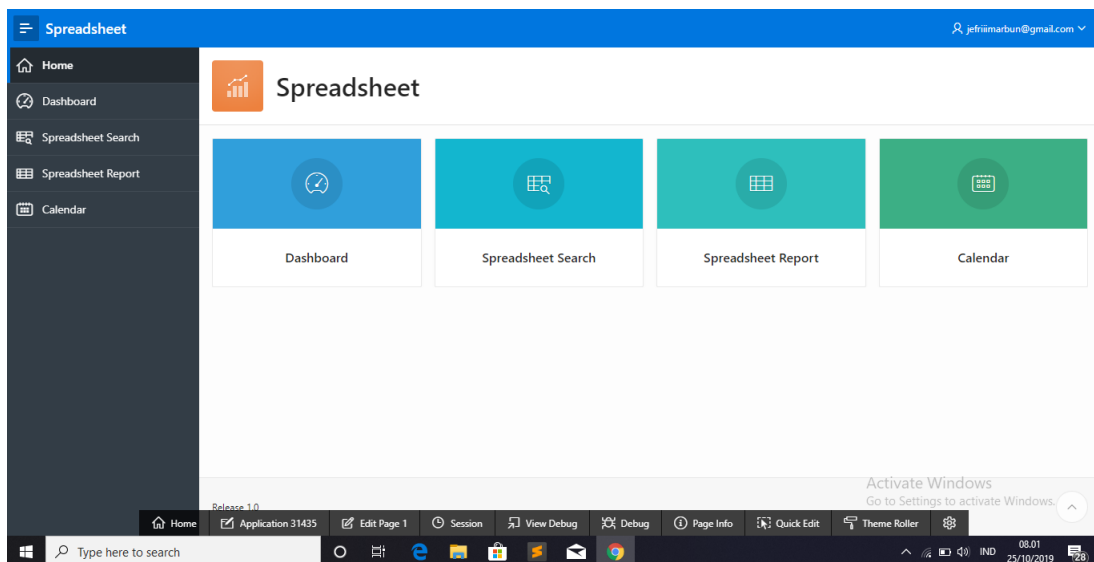 Spreadsheet
jefriiimarbun@gmail.com
Home
Dashboard
Spreadsheet Search
Spreadsheet Report
Calendar
Spreadsheet
Dashboard
Spreadsheet Search
Spreadsheet Report
Calendar
Activate Windows
Go to Settings to activate Windows.
Release 1.0
Home Application 31435 Edit Page 1 Session View Debug Debug Page Info Quick Edit Theme Roller
Type here to search
IND
08.01
25/10/2019
28